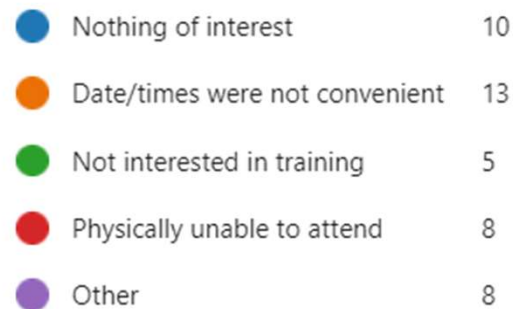 Nothing of interest 10
Date/times were not convenient 13
Not interested in training 5
Physically unable to attend 8
Other 8